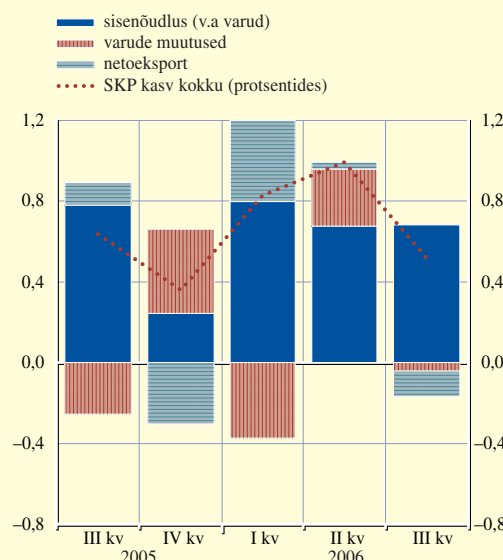 sisenõudlus (v.a varud)
varude muutused
netoeksport
SKP kasv kokku (protsentides)
1,2 1,2
0,8 0,8
0,4 0,4
0,0 0,0
–0,4 –0,4
–0,8 –0,8
III kv IV kv I kv II kv III kv
2005 2006